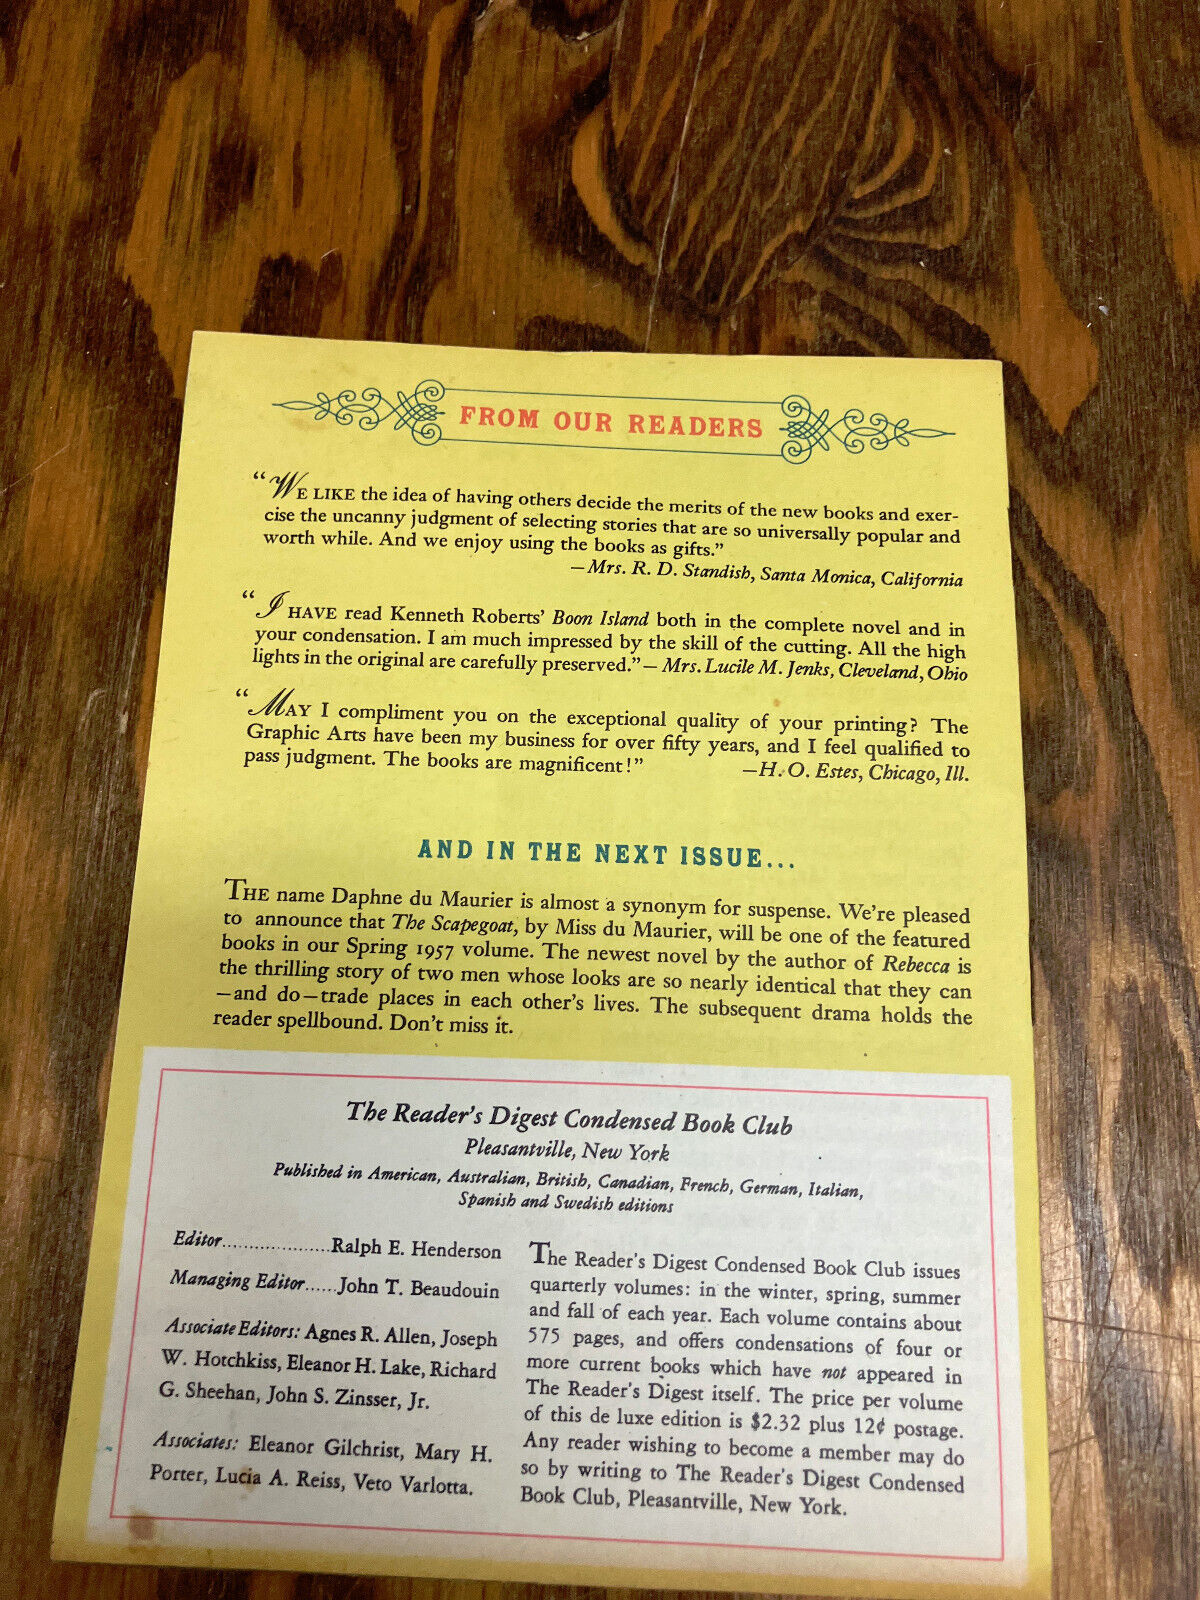 FROM OUR READERS
“WE LIKE the idea of having others decide the merits of the new books and exer-
cise the uncanny judgment of selecting stories that are so universally popular and
worth while. And we enjoy using the books as gifts.”
—Mrs. R. D. Standish, Santa Monica, California
“I HAVE read Kenneth Roberts’ Boon Island both in the complete novel and in
your condensation. I am much impressed by the skill of the cutting. All the high
lights in the original are carefully preserved.”—Mrs. Lucile M. Jenks, Cleveland, Ohio
“MAY I compliment you on the exceptional quality of your printing? The
Graphic Arts have been my business for over fifty years, and I feel qualified to
pass judgment. The books are magnificent!” —H. O. Estes, Chicago, Ill.
AND IN THE NEXT ISSUE...
THE name Daphne du Maurier is almost a synonym for suspense. We’re pleased
to announce that The Scapegoat, by Miss du Maurier, will be one of the featured
books in our Spring 1957 volume. The newest novel by the author of Rebecca is
the thrilling story of two men whose looks are so nearly identical that they can
—and do—trade places in each other’s lives. The subsequent drama holds the
reader spellbound. Don’t miss it.
The Reader’s Digest Condensed Book Club
Pleasantville, New York
Published in American, Australian, British, Canadian, French, German, Italian,
Spanish and Swedish editions
Editor....................Ralph E. Henderson
Managing Editor......John T. Beaudouin
Associate Editors: Agnes R. Allen, Joseph
W. Hotchkiss, Eleanor H. Lake, Richard
G. Sheehan, John S. Zinsser, Jr.
Associates: Eleanor Gilchrist, Mary H.
Porter, Lucia A. Reiss, Veto Varlotta.
The Reader’s Digest Condensed Book Club issues
quarterly volumes: in the winter, spring, summer
and fall of each year. Each volume contains about
575 pages, and offers condensations of four or
more current books which have not appeared in
The Reader’s Digest itself. The price per volume
of this de luxe edition is $2.32 plus 12¢ postage.
Any reader wishing to become a member may do
so by writing to The Reader’s Digest Condensed
Book Club, Pleasantville, New York.